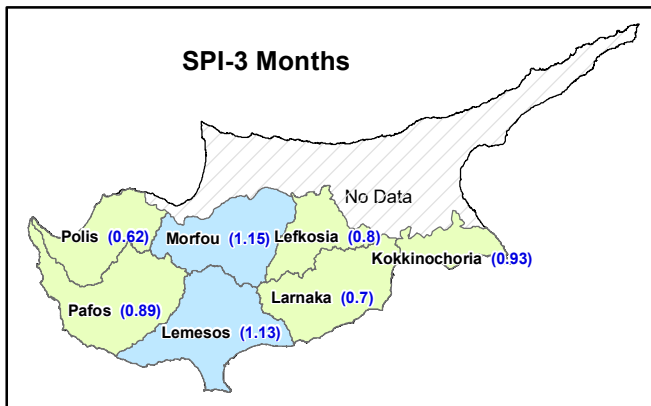 SPI-3 Months
No Data
Polis (0.62)
Morfou (1.15)
Lefkosia (0.8)
Kokkinochoria (0.93)
Pafos (0.89)
Larnaka (0.7)
Lemesos (1.13)